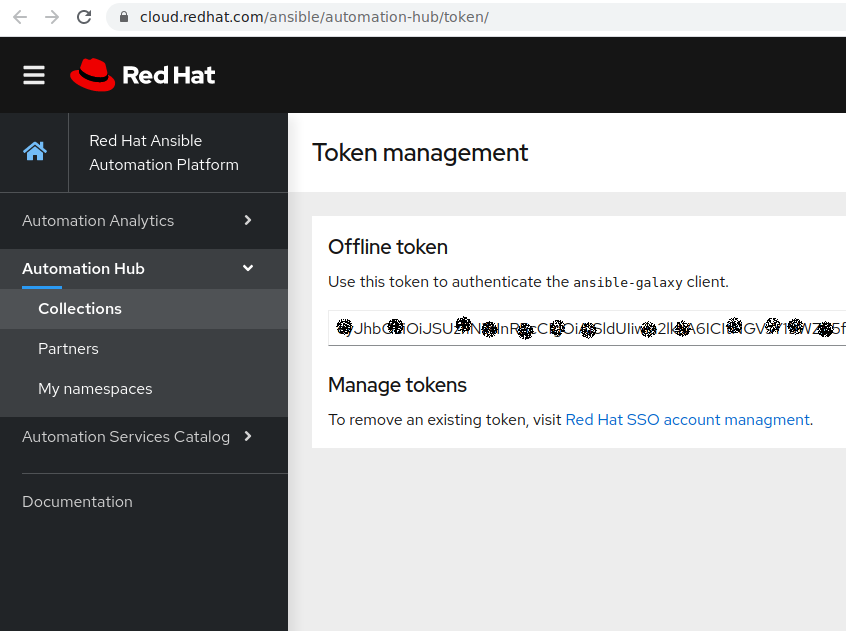 cloud.redhat.com/ansible/automation-hub/token/
Red Hat
Red Hat Ansible
Automation Platform
Automation Analytics
Automation Hub
Collections
Partners
My namespaces
Automation Services Catalog
Documentation
Token management
Offline token
Use this token to authenticate the ansible-galaxy client.
Manage tokens
To remove an existing token, visit Red Hat SSO account managment.